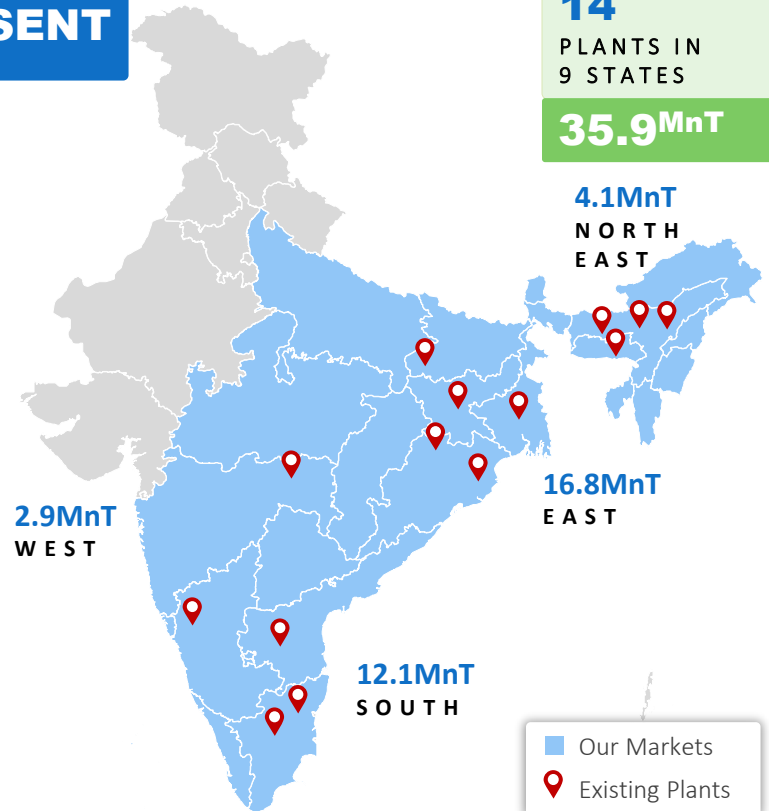 SENT
14
PLANTS IN
9 STATES
35.9MnT
4.1MnT
NORTH
EAST
16.8MnT
EAST
2.9MnT
WEST
12.1MnT
SOUTH
Our Markets
Existing Plants